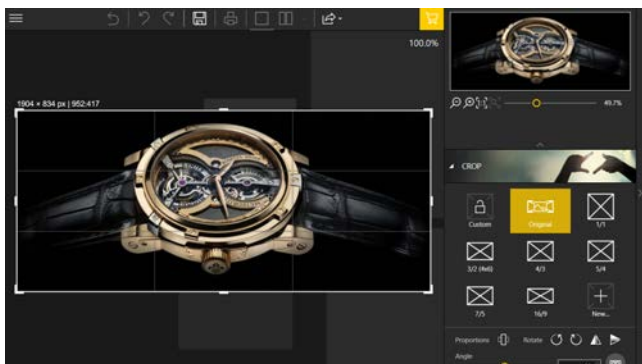 100.0%
1904 × 834 px | 952:417
49.7%
CROP
Custom
Original
1/1
3/2 (4x6)
4/3
5/4
7/5
16/9
New...
Proportions
Rotate
Angle